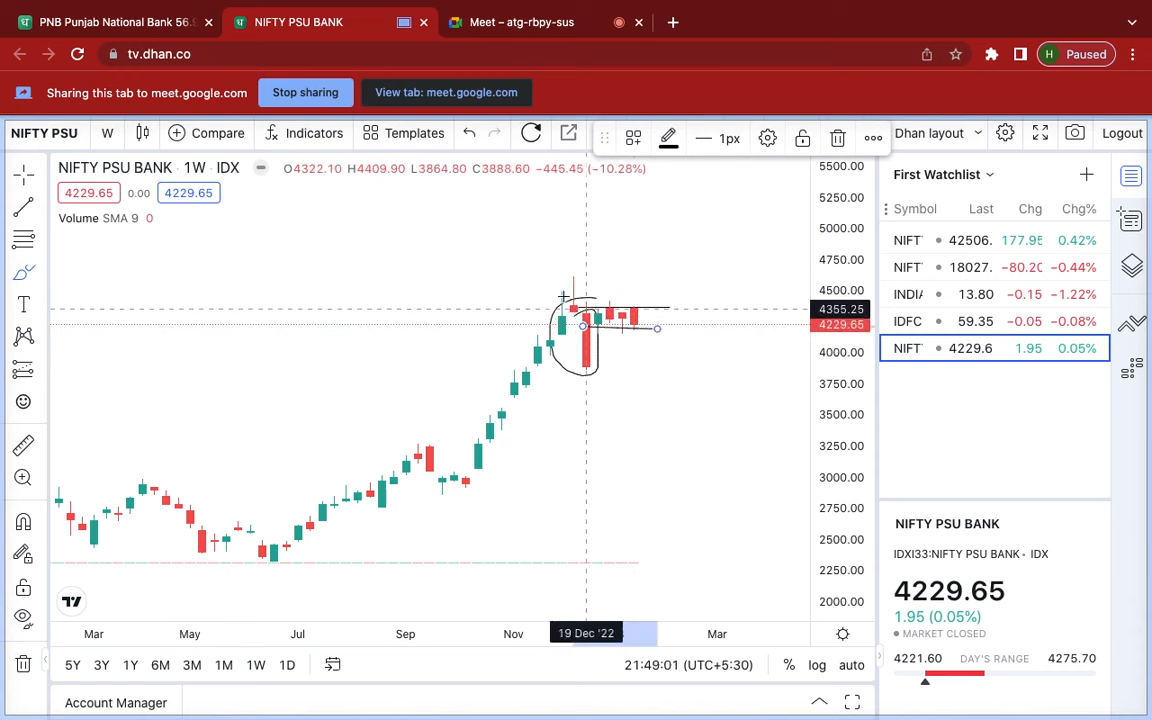 PNB Punjab National Bank 56.9
NIFTY PSU BANK
Meet – atg-rbpy-sus
tv.dhan.co
H Paused
Sharing this tab to meet.google.com
Stop sharing
View tab: meet.google.com
NIFTY PSU W Compare Indicators Templates 1px Dhan layout Logout
NIFTY PSU BANK · 1W · IDX O4322.10 H4409.90 L3864.80 C3888.60 −445.45 (−10.28%)
4229.65 0.00 4229.65
Volume SMA 9 0
5500.00
5250.00
5000.00
4750.00
4500.00
4355.25
4229.65
4000.00
3750.00
3500.00
3250.00
3000.00
2750.00
2500.00
2250.00
2000.00
Mar May Jul Sep Nov 19 Dec '22 Mar
5Y 3Y 1Y 6M 3M 1M 1W 1D 21:49:01 (UTC+5:30) % log auto
Account Manager
First Watchlist
Symbol Last Chg Chg%
NIFT 42506. 177.95 0.42%
NIFT 18027. −80.20 −0.44%
INDIA 13.80 −0.15 −1.22%
IDFC 59.35 −0.05 −0.08%
NIFT 4229.6 1.95 0.05%
NIFTY PSU BANK
IDXI33:NIFTY PSU BANK • IDX
4229.65
1.95 (0.05%)
MARKET CLOSED
4221.60 DAY'S RANGE 4275.70